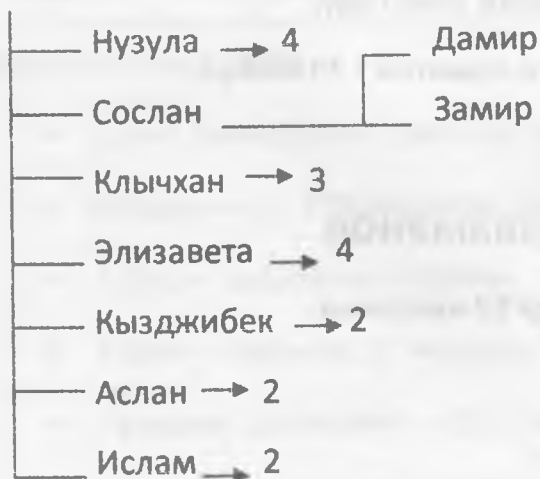 Нузула → 4 Дамир
Сослан Замир
Клычхан → 3
Элизавета → 4
Кызджибек → 2
Аслан → 2
Ислам → 2